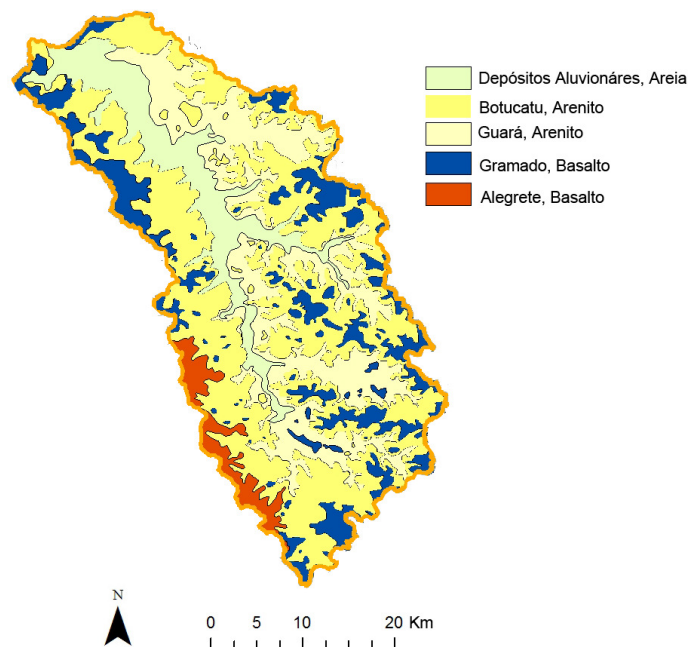 Depósitos Aluvionáres, Areia
Botucatu, Arenito
Guará, Arenito
Gramado, Basalto
Alegrete, Basalto
N
0 5 10 20 Km